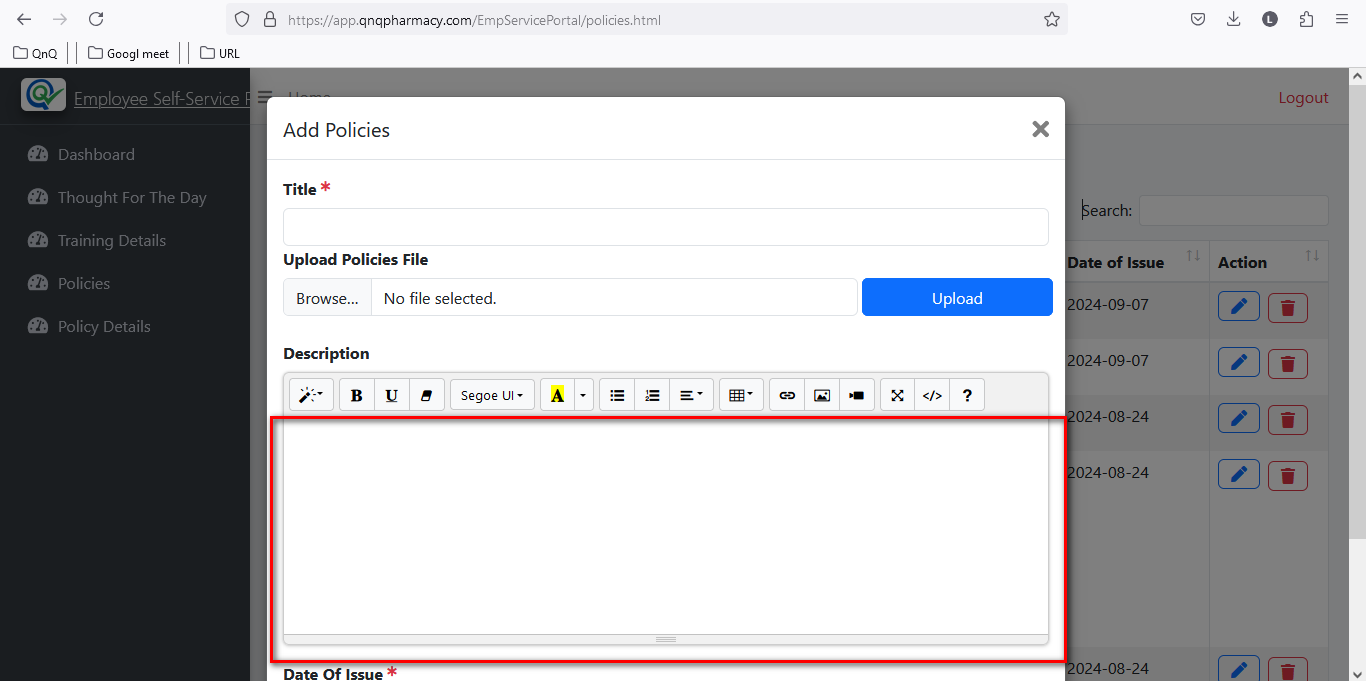 https://app.qnqpharmacy.com/EmpServicePortal/policies.html
L
QnQ
Googl meet
URL
Employee Self-Service P
Home
Logout
Dashboard
Thought For The Day
Training Details
Policies
Policy Details
Add Policies
Title *
Upload Policies File
Browse... No file selected. Upload
Description
B U Segoe UI A </> ?
Date Of Issue *
Search:
Date of Issue Action
2024-09-07
2024-09-07
2024-08-24
2024-08-24
2024-08-24